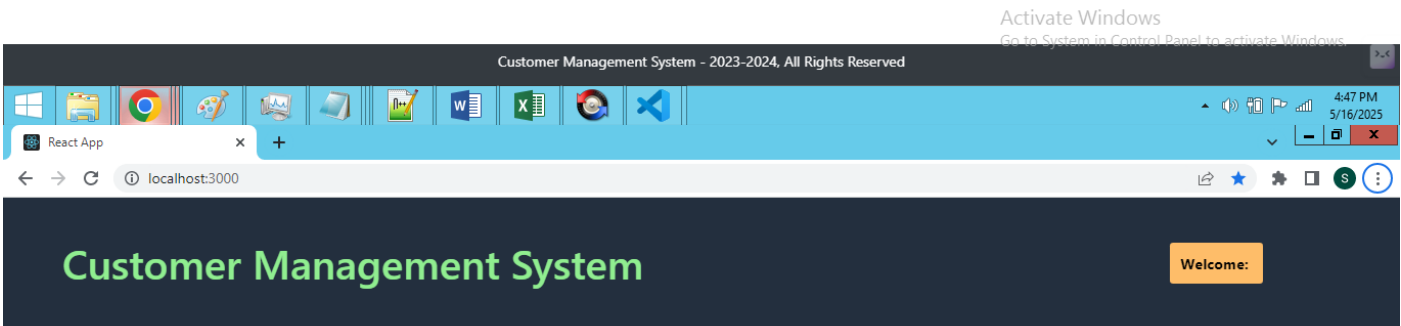 Activate Windows
Go to System in Control Panel to activate Windows.
Customer Management System - 2023-2024, All Rights Reserved
4:47 PM
5/16/2025
React App
localhost:3000
S
Customer Management System
Welcome: